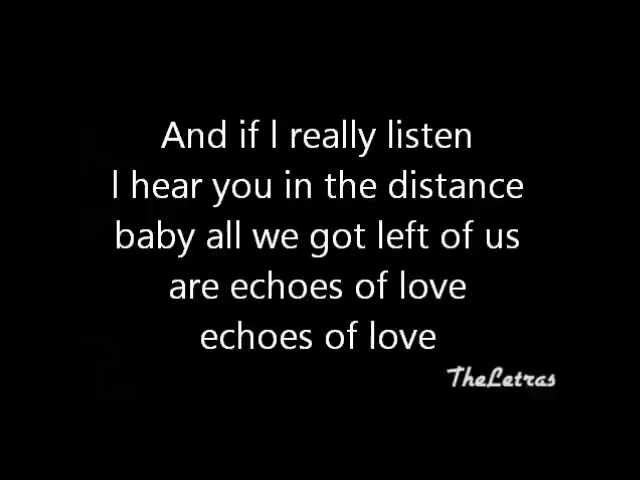 And if I really listen
I hear you in the distance
baby all we got left of us
are echoes of love
echoes of love
TheLetras